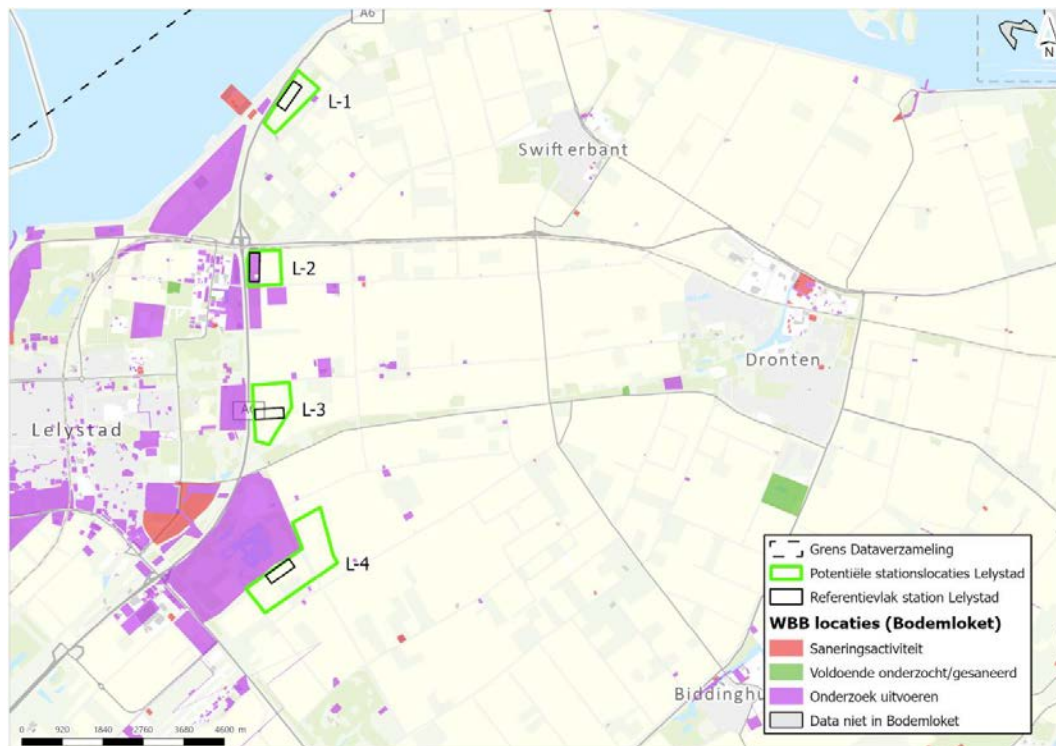 A6
N
L-1
Swifterbant
L-2
Dronten
L-3
Lelystad
L-4
Grens Dataverzameling
Potentiële stationslocaties Lelystad
Referentievlak station Lelystad
WBB locaties (Bodemloket)
Saneringsactiviteit
Voldoende onderzocht/gesaneerd
Onderzoek uitvoeren
Data niet in Bodemloket
0 920 1840 2760 3680 4600 m